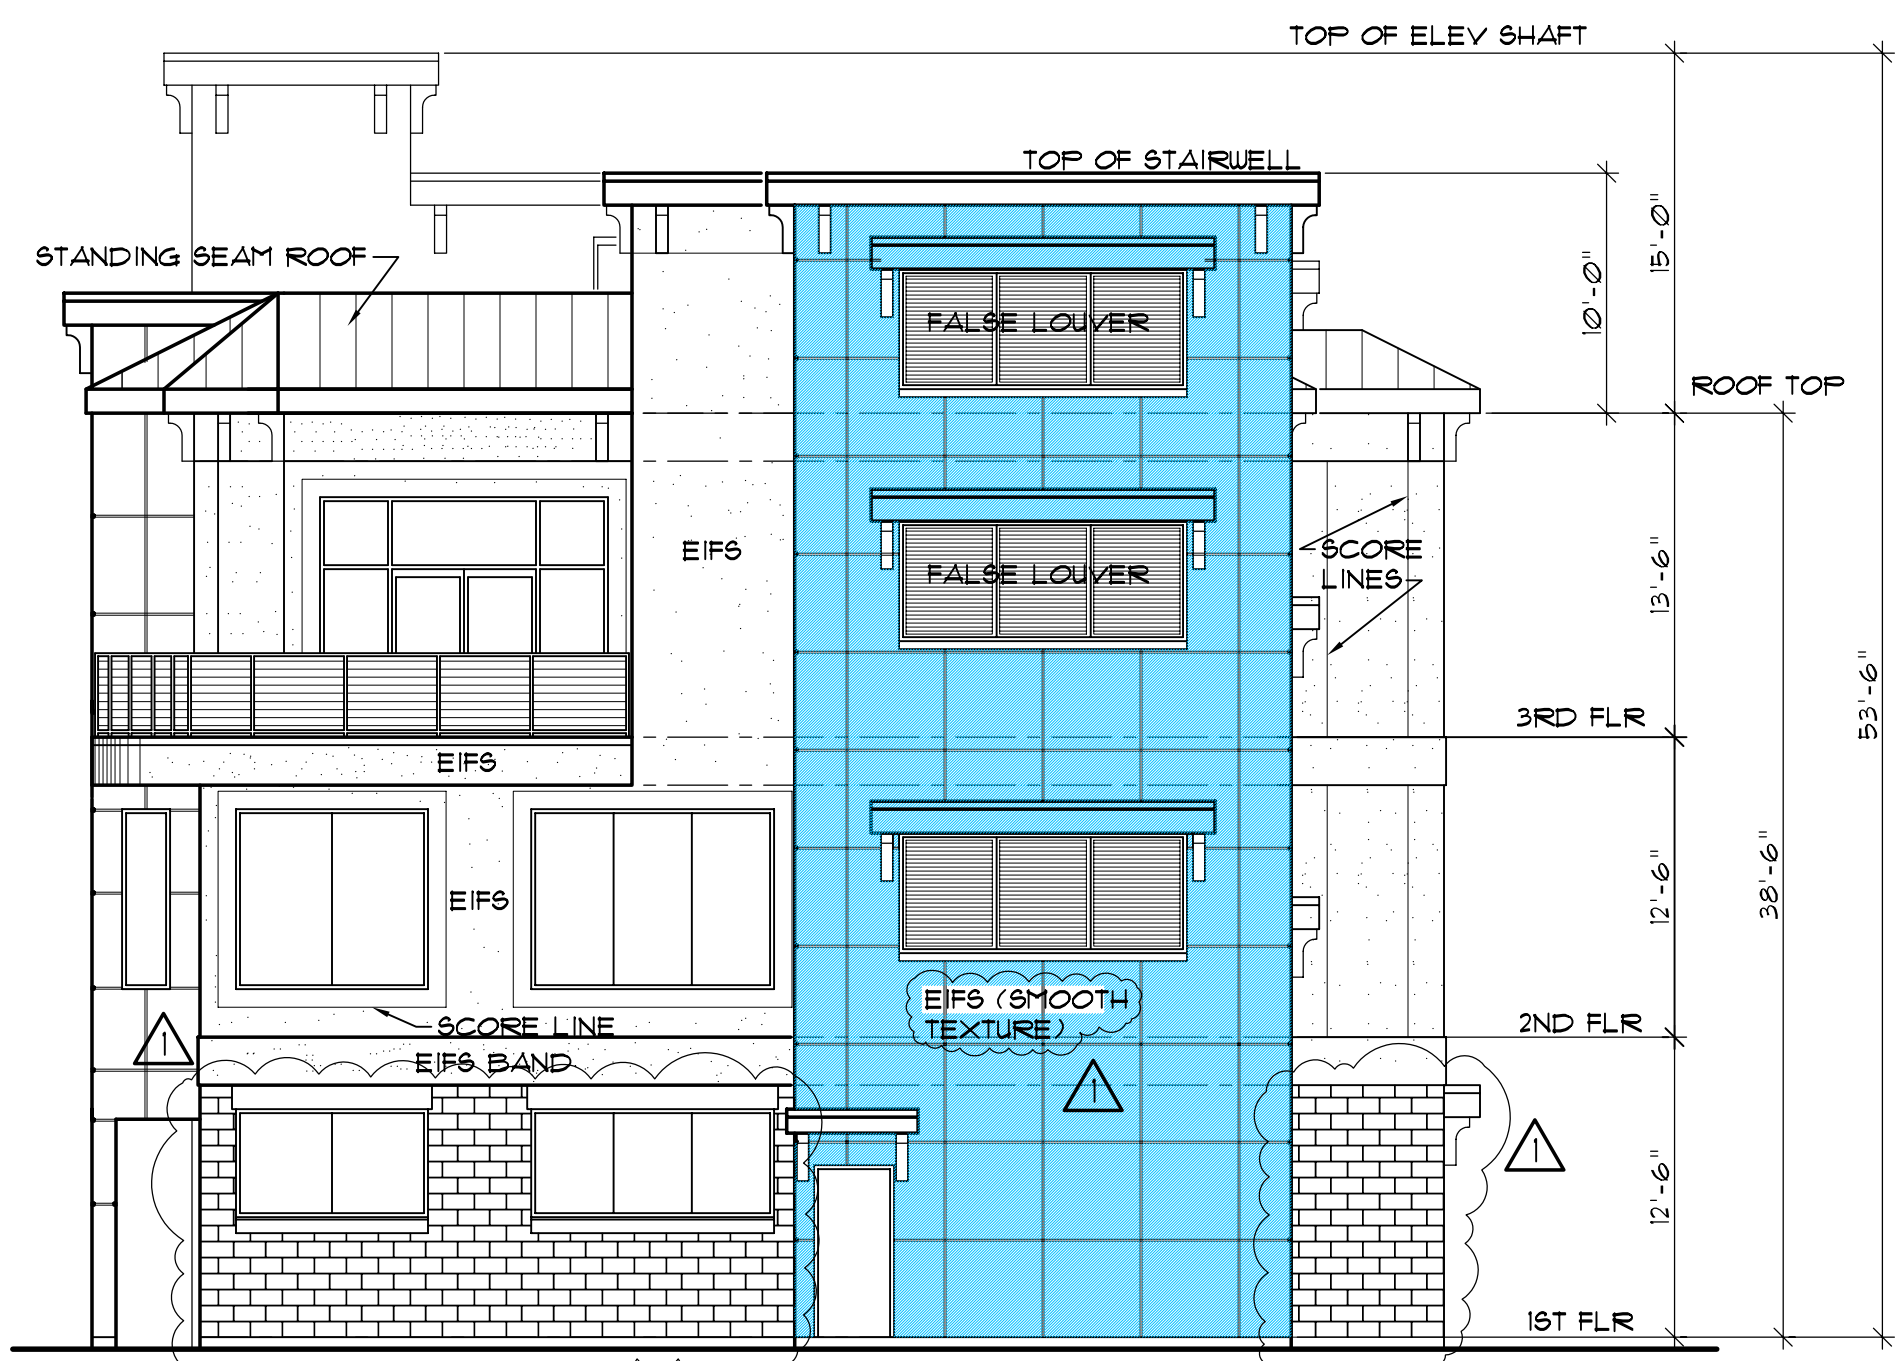 TOP OF ELEV SHAFT
TOP OF STAIRWELL
15'-0"
STANDING SEAM ROOF
10'-0"
FALSE LOUVER
ROOF TOP
EIFS
SCORE
LINES
13'-6"
FALSE LOUVER
53'-6"
3RD FLR
EIFS
38'-6"
12'-6"
EIFS
EIFS (SMOOTH
TEXTURE)
SCORE LINE
2ND FLR
1
EIFS BAND
1
1
12'-6"
1ST FLR